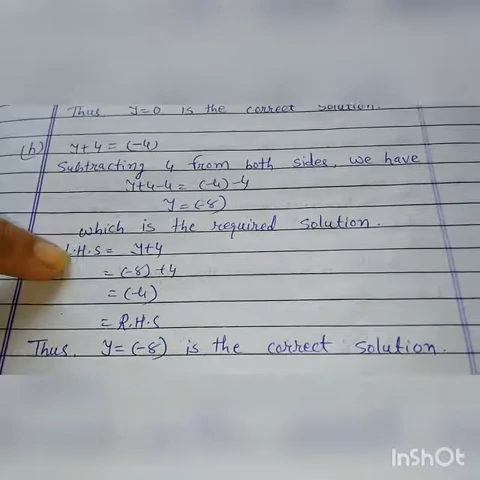 Thus Y=0 is the correct solution.
(h) Y+4 = (-4)
Subtracting 4 from both sides, we have
Y+4-4 = (-4)-4
Y = (-8)
which is the required solution.
L.H.S = Y+4
= (-8)+4
= (-4)
= R.H.S
Thus, Y=(-8) is the correct solution.
InShOt